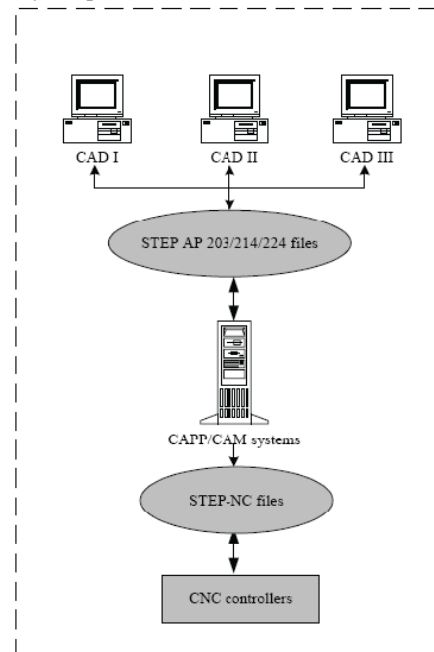 CAD I
CAD II
CAD III
STEP AP 203/214/224 files
CAPP/CAM systems
STEP-NC files
CNC controllers